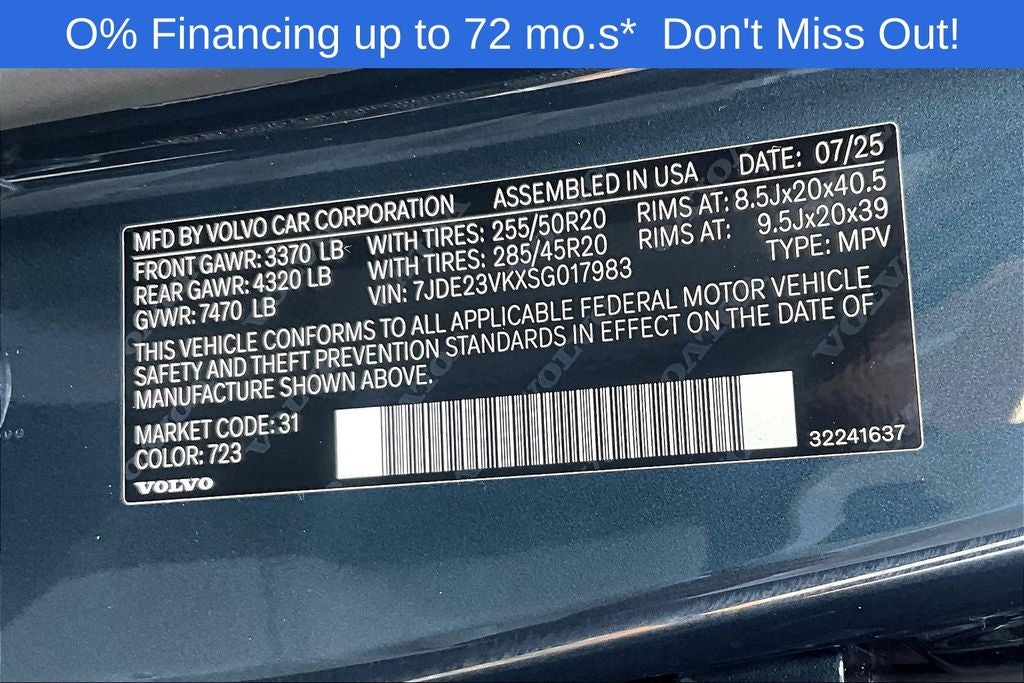 O% Financing up to 72 mo.s*  Don't Miss Out!
MFD BY VOLVO CAR CORPORATION ASSEMBLED IN USA DATE: 07/25
FRONT GAWR: 3370 LB WITH TIRES: 255/50R20 RIMS AT: 8.5Jx20x40.5
REAR GAWR: 4320 LB WITH TIRES: 285/45R20 RIMS AT: 9.5Jx20x39
GVWR: 7470 LB VIN: 7JDE23VKXSG017983 TYPE: MPV
THIS VEHICLE CONFORMS TO ALL APPLICABLE FEDERAL MOTOR VEHICLE
SAFETY AND THEFT PREVENTION STANDARDS IN EFFECT ON THE DATE OF
MANUFACTURE SHOWN ABOVE.
MARKET CODE: 31
COLOR: 723
32241637
VOLVO